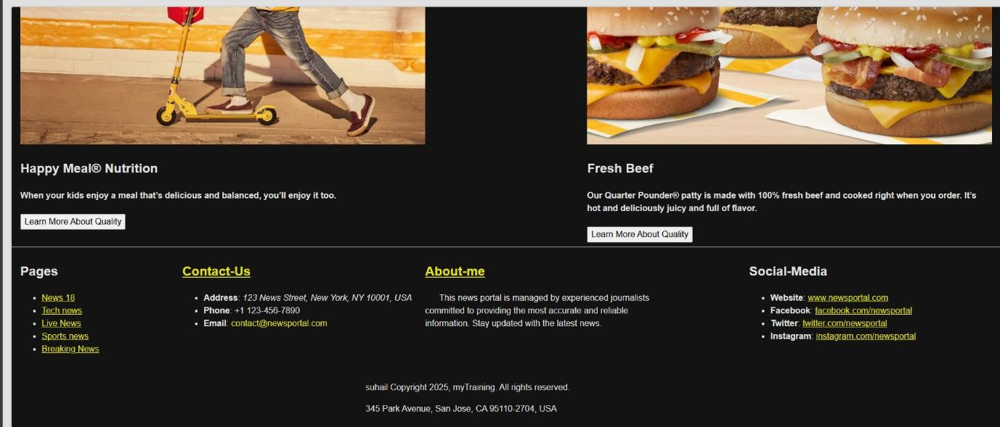 Happy Meal® Nutrition
When your kids enjoy a meal that’s delicious and balanced, you’ll enjoy it too.
Learn More About Quality
Fresh Beef
Our Quarter Pounder® patty is made with 100% fresh beef and cooked right when you order. It’s
hot and deliciously juicy and full of flavor.
Learn More About Quality
Pages
News 18
Tech news
Live News
Sports news
Breaking News
Contact-Us
Address: 123 News Street, New York, NY 10001, USA
Phone: +1 123-456-7890
Email: contact@newsportal.com
About-me
This news portal is managed by experienced journalists
committed to providing the most accurate and reliable
information. Stay updated with the latest news.
Social-Media
Website: www.newsportal.com
Facebook: facebook.com/newsportal
Twitter: twitter.com/newsportal
Instagram: instagram.com/newsportal
suhail Copyright 2025, myTraining. All rights reserved.
345 Park Avenue, San Jose, CA 95110-2704, USA